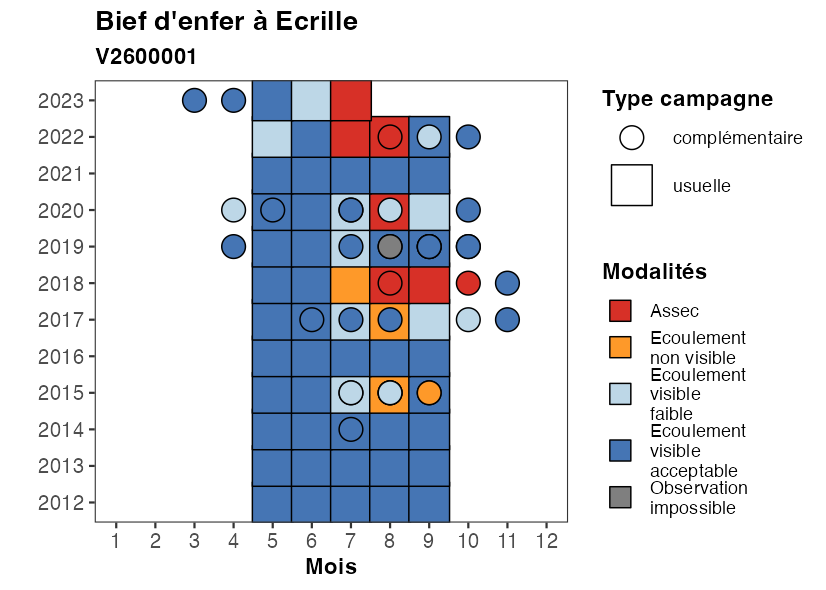 Bief d'enfer à Ecrille
V2600001
2023
2022
2021
2020
2019
2018
2017
2016
2015
2014
2013
2012
1 2 3 4 5 6 7 8 9 10 11 12
Mois
Type campagne
complémentaire
usuelle
Modalités
Assec
Ecoulement
non visible
Ecoulement
visible
faible
Ecoulement
visible
acceptable
Observation
impossible